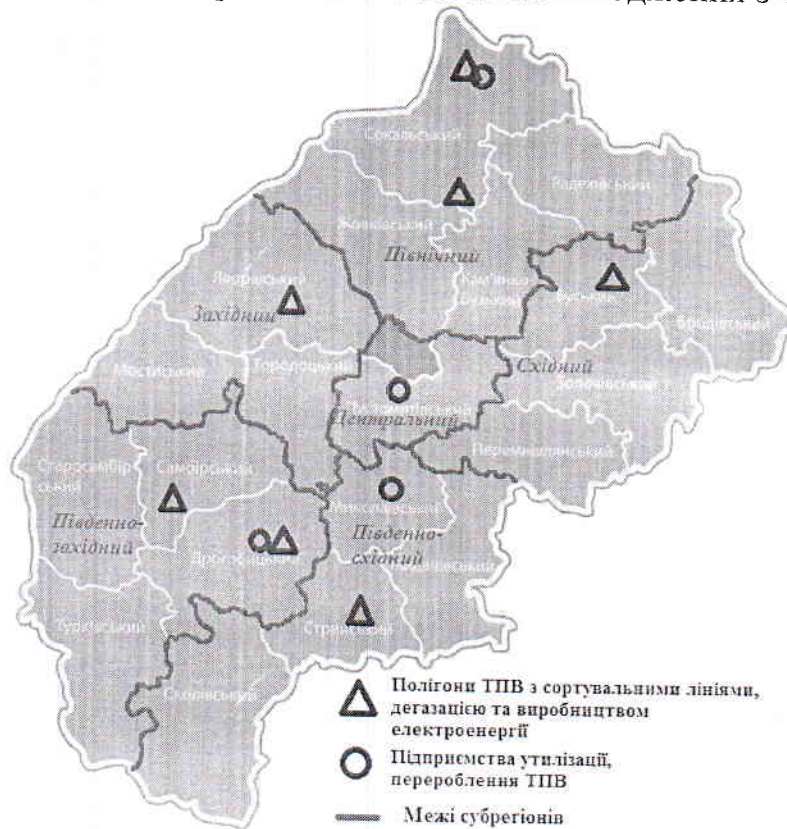 Сокальський
Радехівський
Жовківський
Північний
Яворівський
Кам'янка-
Бузький
Буський
Західний
Бродівський
Мостиський
Городоцький
Східний
Золочівський
Центральний
Перемишлянський
Старосамбір
ський
Самбірський
Миколаївський
Південно-
західний
Південно-
східний
Дрогобицький
Турківський
Стрийський
Сколівський
Полігони ТПВ з сортувальними лініями,
дегазацією та виробництвом
електроенергії
Підприємства утилізації,
перероблення ТПВ
Межі субрегіонів